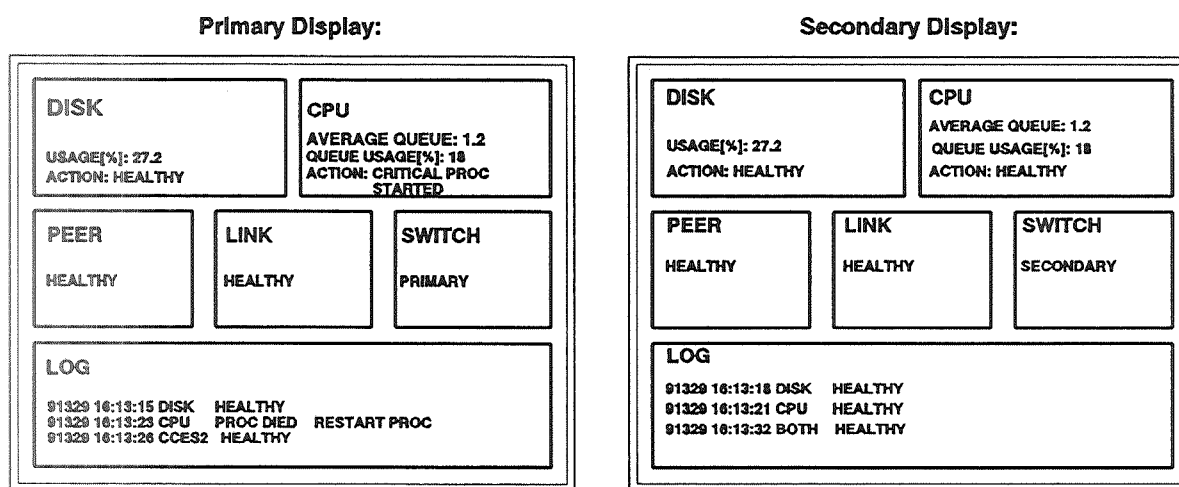 Primary Display:
DISK
USAGE[%]: 27.2
ACTION: HEALTHY
CPU
AVERAGE QUEUE: 1.2
QUEUE USAGE[%]: 18
ACTION: CRITICAL PROC
STARTED
PEER
HEALTHY
LINK
HEALTHY
SWITCH
PRIMARY
LOG
91329 16:13:15 DISK HEALTHY
91329 16:13:23 CPU PROC DIED RESTART PROC
91329 16:13:26 CCES2 HEALTHY
Secondary Display:
DISK
USAGE[%]: 27.2
ACTION: HEALTHY
CPU
AVERAGE QUEUE: 1.2
QUEUE USAGE[%]: 18
ACTION: HEALTHY
PEER
HEALTHY
LINK
HEALTHY
SWITCH
SECONDARY
LOG
91329 16:13:18 DISK HEALTHY
91329 16:13:21 CPU HEALTHY
91329 16:13:32 BOTH HEALTHY